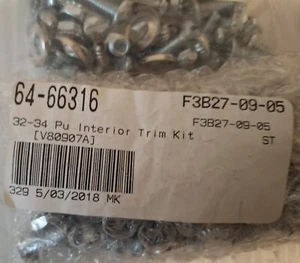 64-66316 F3B27-09-05
32-34 Pu Interior Trim Kit F3B27-09-05
[V80907A] ST
329 5/03/2018 MK